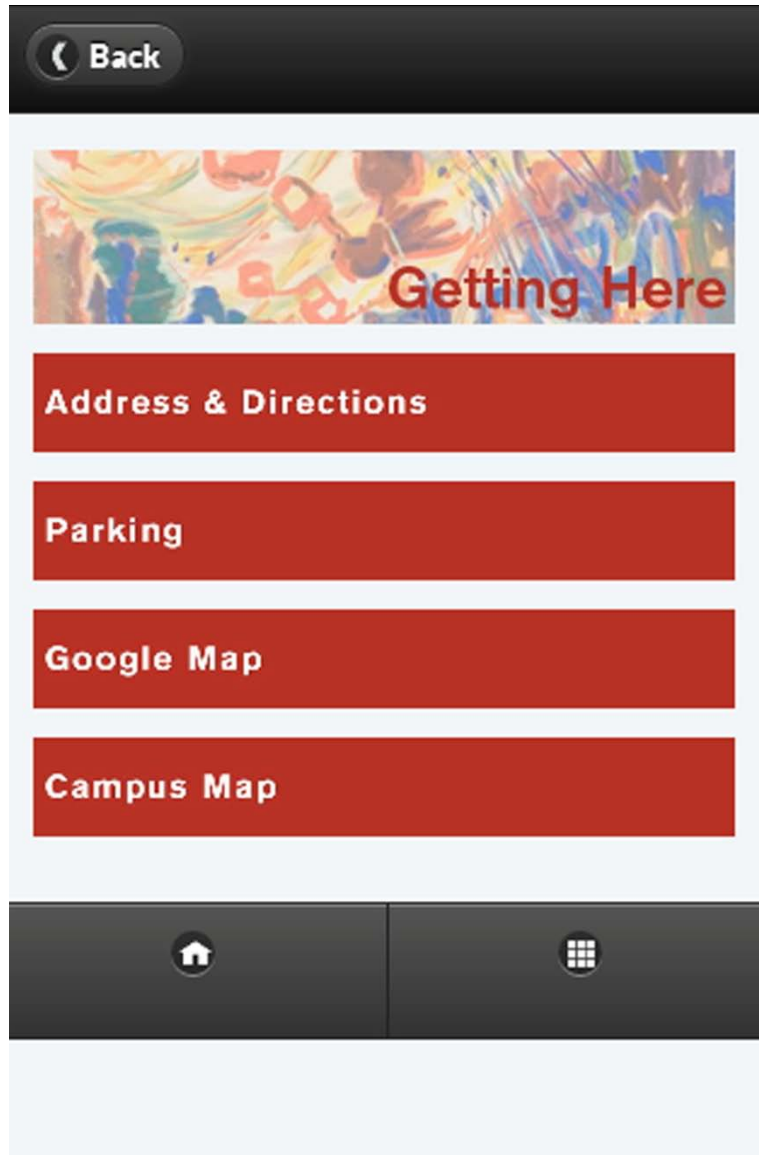 Back
Getting Here
Address & Directions
Parking
Google Map
Campus Map